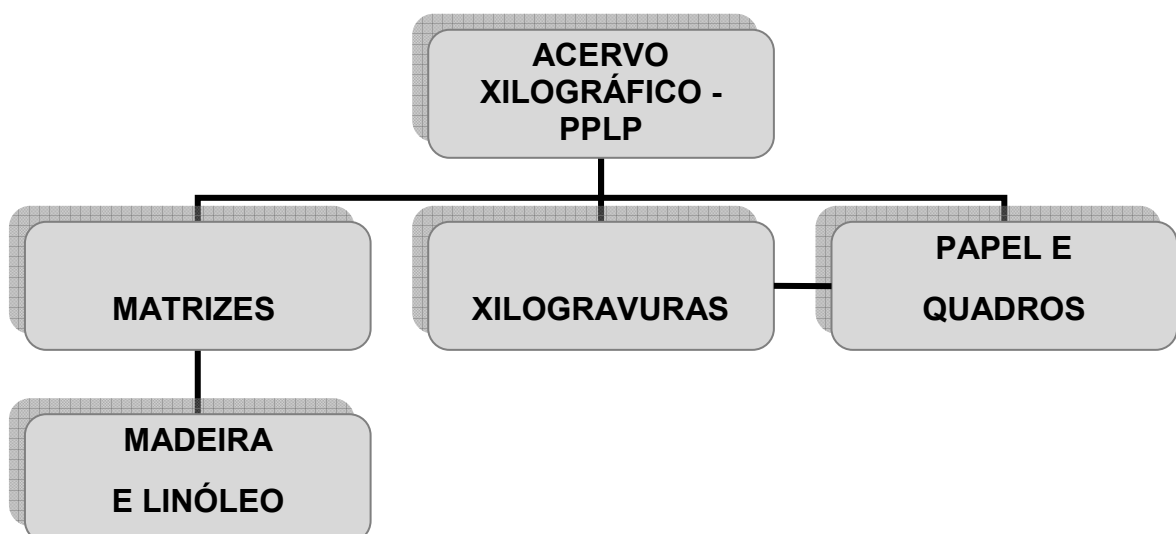 ACERVO
XILOGRÁFICO -
PPLP
MATRIZES
XILOGRAVURAS
PAPEL E
QUADROS
MADEIRA
E LINÓLEO